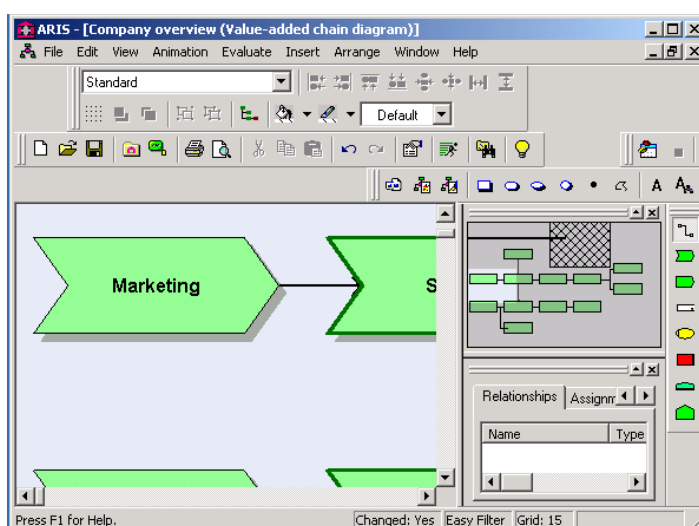 ARIS - [Company overview (Value-added chain diagram)]
File Edit View Animation Evaluate Insert Arrange Window Help
Standard
Default
A A
Marketing
S
Relationships Assignm
Name Type
Press F1 for Help. Changed: Yes Easy Filter Grid: 15